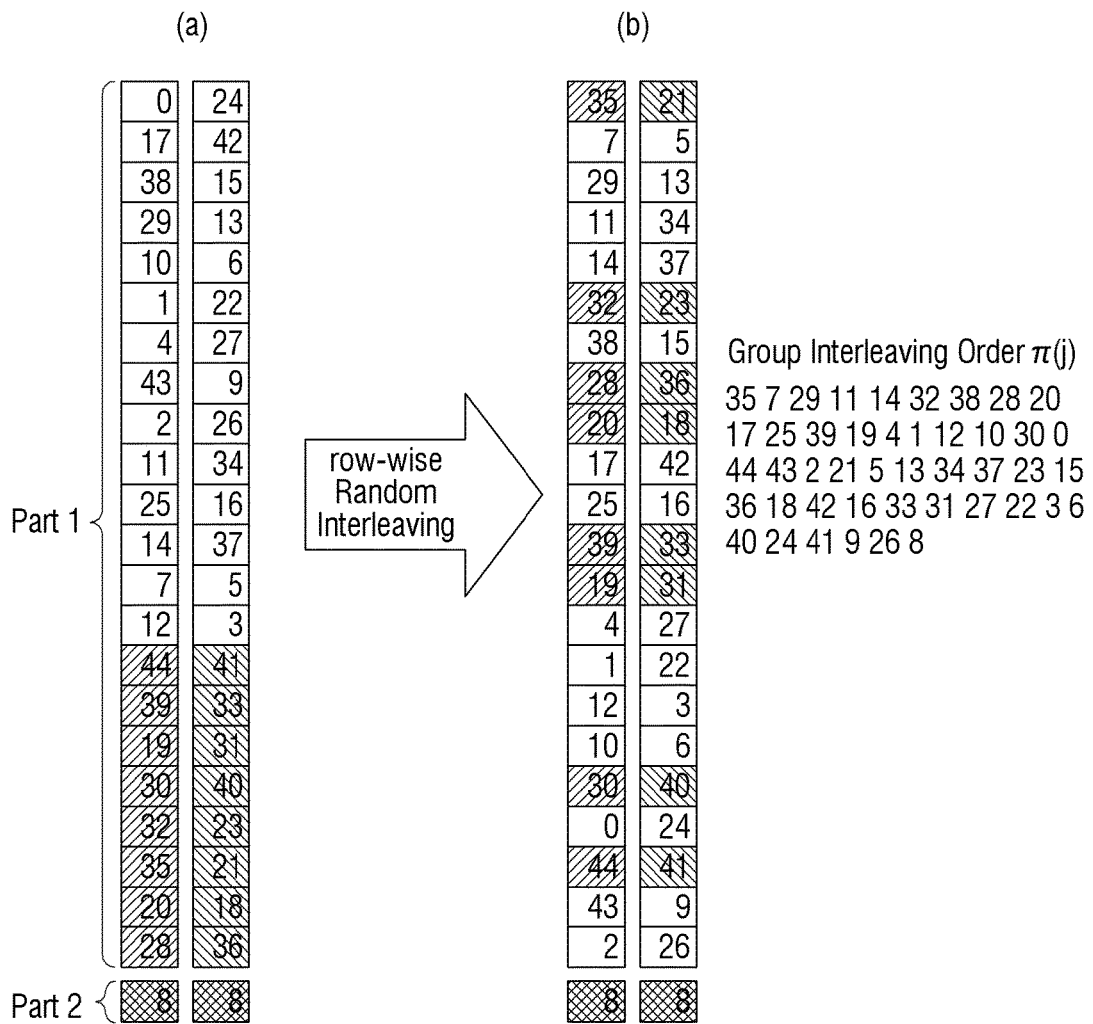 (a) (b)
0 24 35 21
17 42 7 5
38 15 29 13
29 13 11 34
10 6 14 37
1 22 32 23
4 27 38 15
43 9 28 36
2 26 20 18
11 34 17 42
25 16 25 16
14 37 39 33
7 5 19 31
12 3 4 27
44 41 1 22
39 33 12 3
19 31 10 6
30 40 30 40
32 23 0 24
35 21 44 41
20 18 43 9
28 36 2 26
8 8 8 8
Part 1
Part 2
row-wise
Random
Interleaving
Group Interleaving Order π(j)
35 7 29 11 14 32 38 28 20
17 25 39 19 4 1 12 10 30 0
44 43 2 21 5 13 34 37 23 15
36 18 42 16 33 31 27 22 3 6
40 24 41 9 26 8